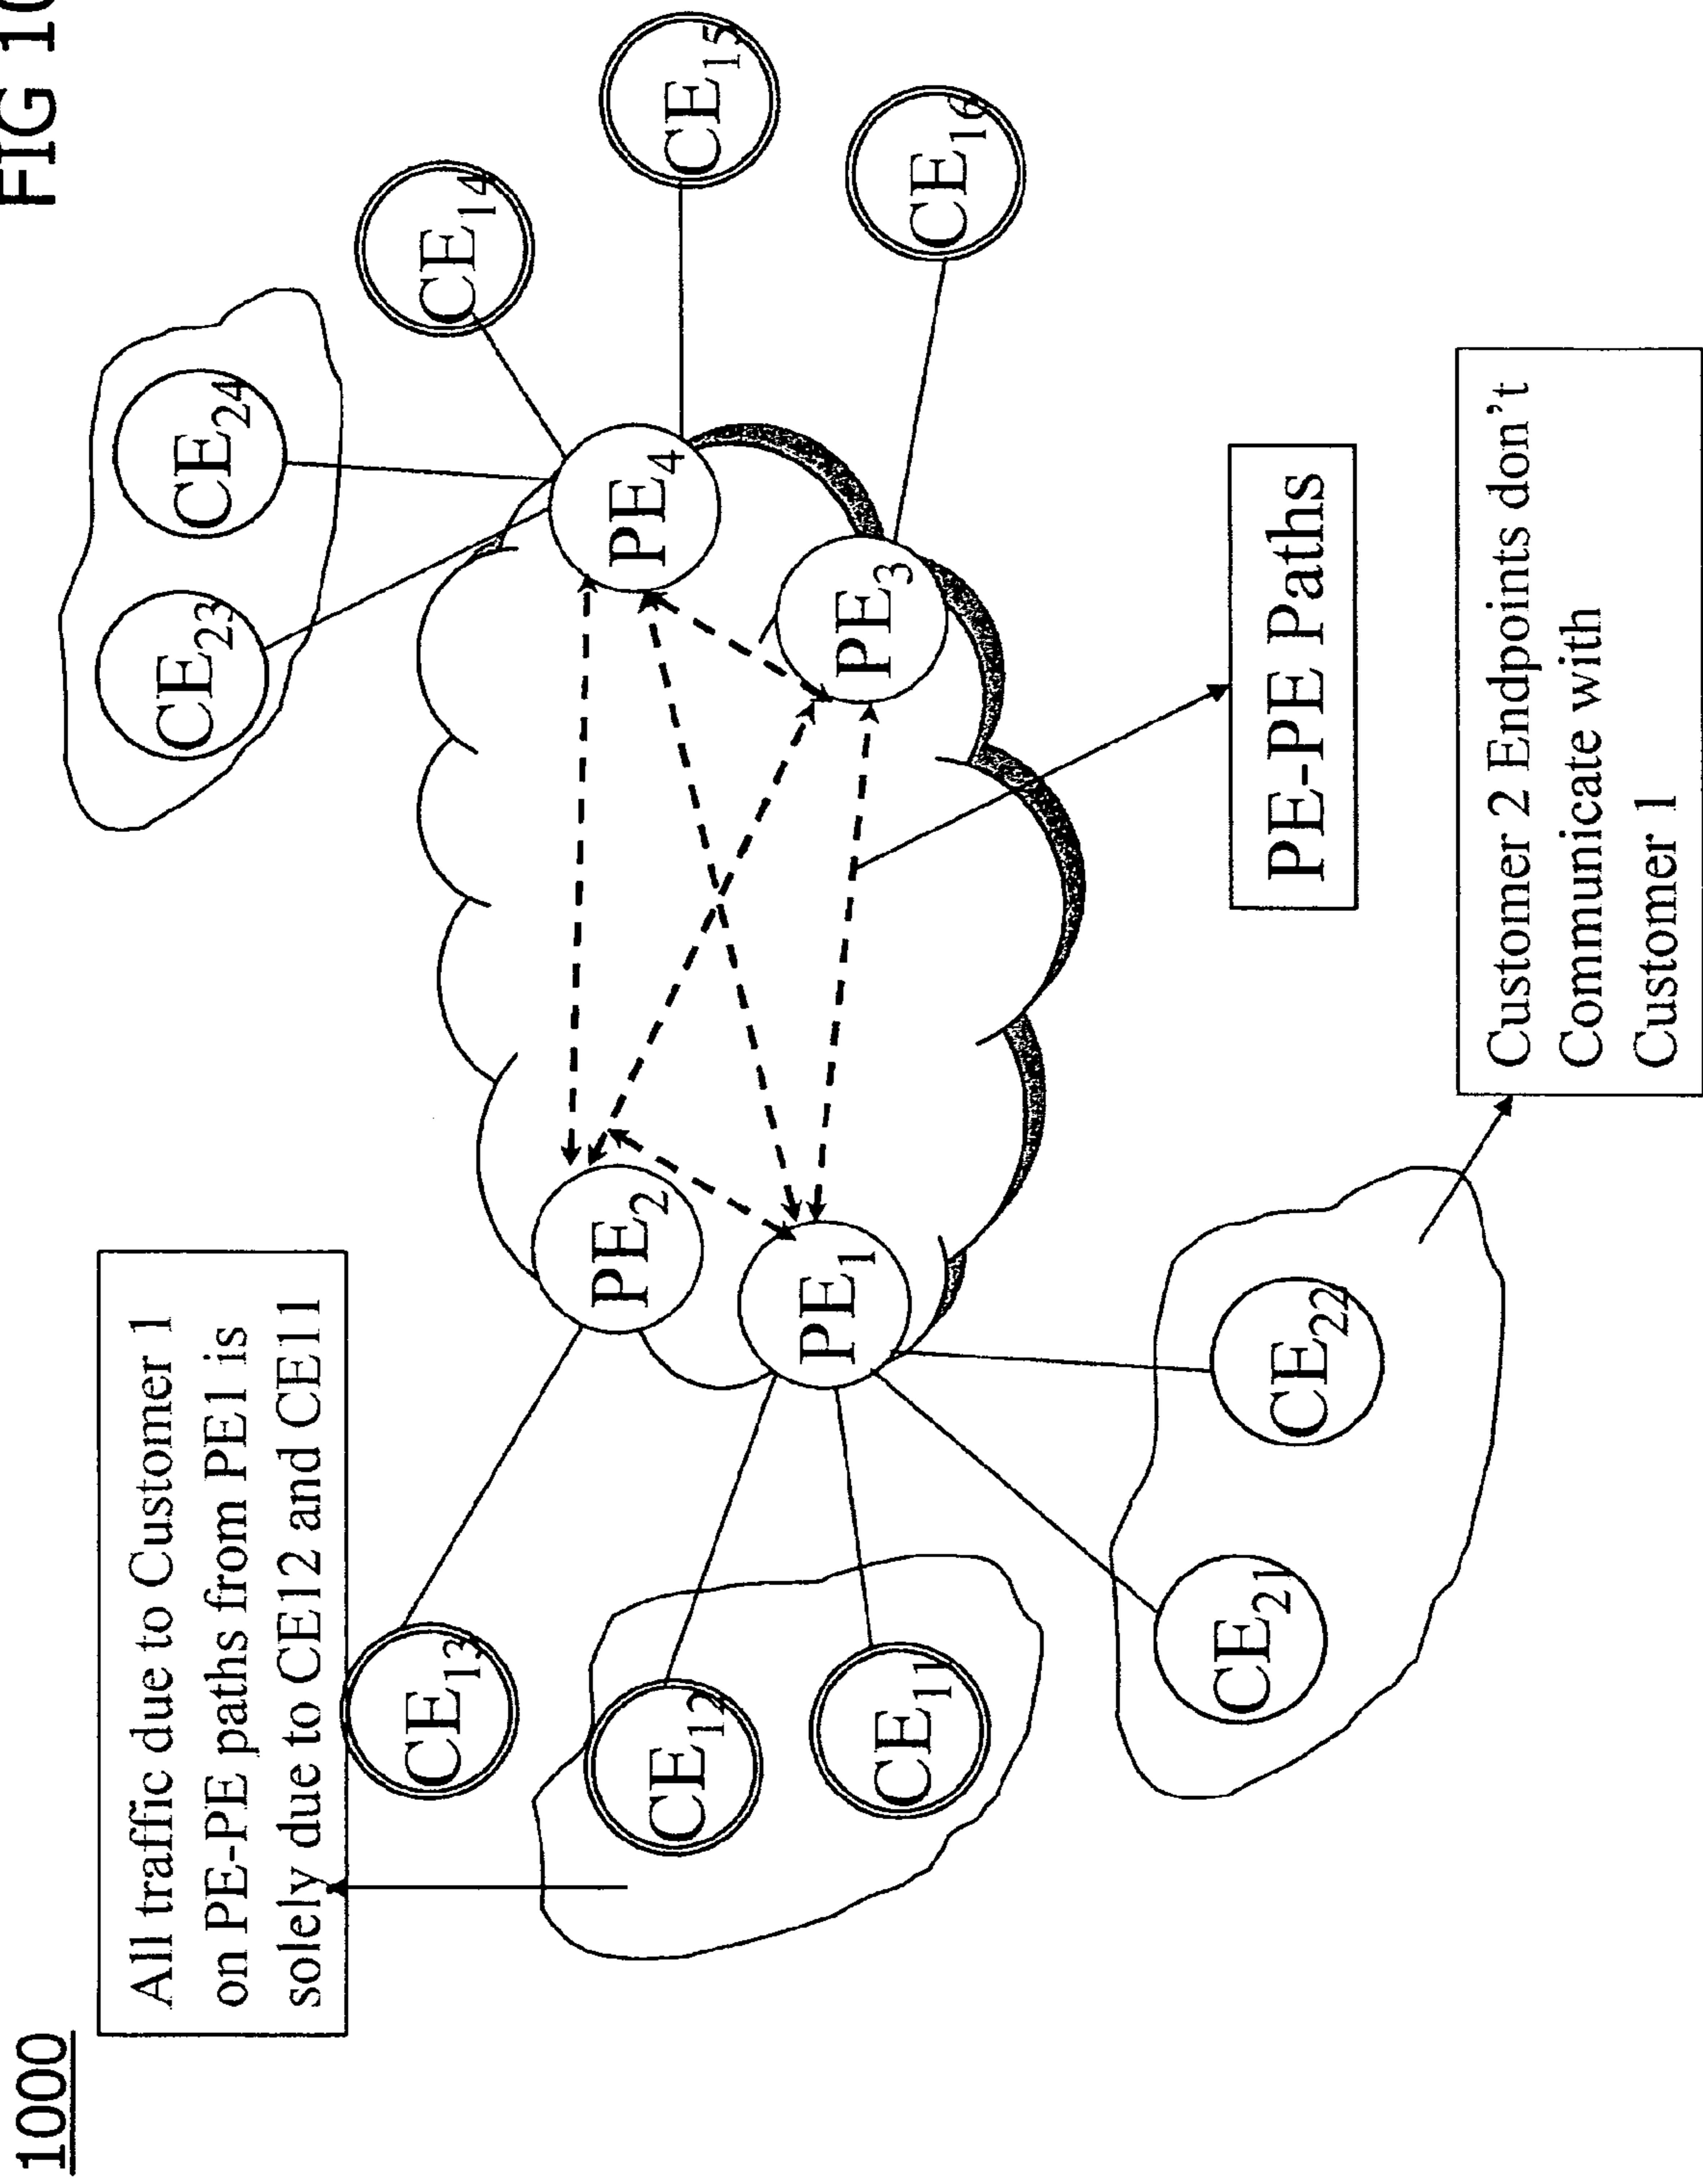 1000
FIG 10
All traffic due to Customer 1
on PE-PE paths from PE1 is
solely due to CE12 and CE11
CE23
CE24
CE14
CE13
CE15
PE2
PE4
CE12
CE16
PE1
PE3
CE11
CE21
CE22
PE-PE Paths
Customer 2 Endpoints don't
Communicate with
Customer 1